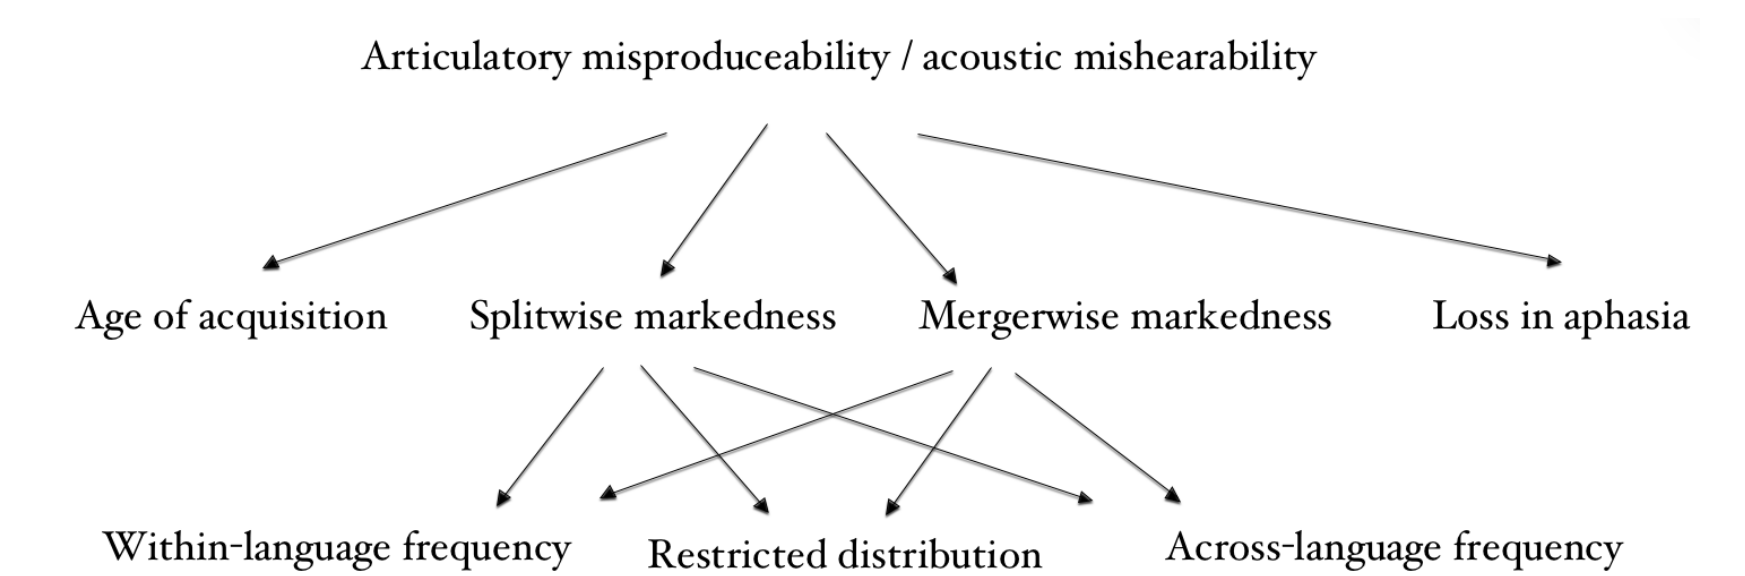 Articulatory misproduceability / acoustic mishearability
Age of acquisition
Splitwise markedness
Mergerwise markedness
Loss in aphasia
Within-language frequency
Restricted distribution
Across-language frequency